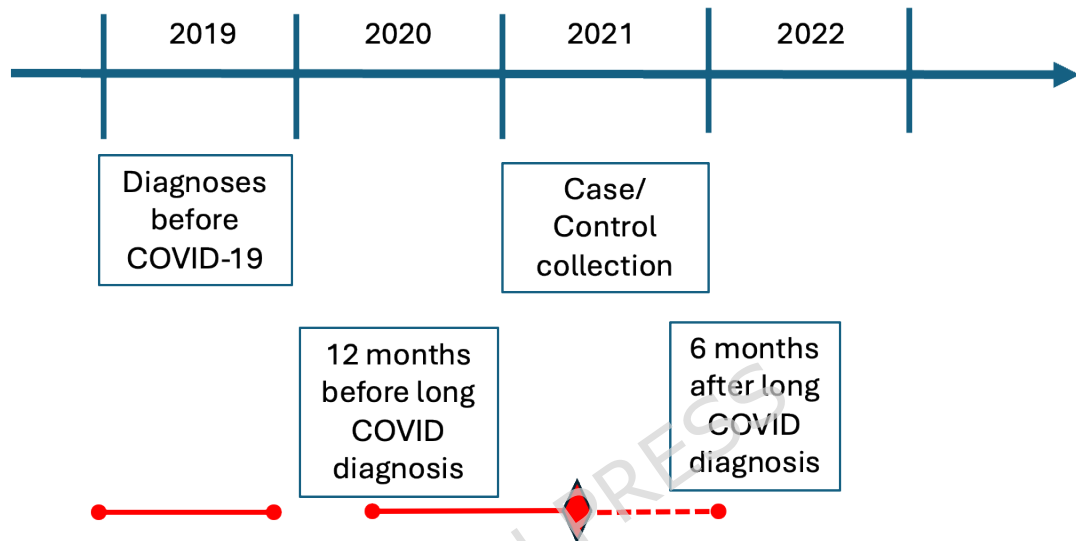 2019
2020
2021
2022
Diagnoses
before
COVID-19
Case/
Control
collection
12 months
before long
COVID
diagnosis
6 months
after long
COVID
diagnosis
PRESS